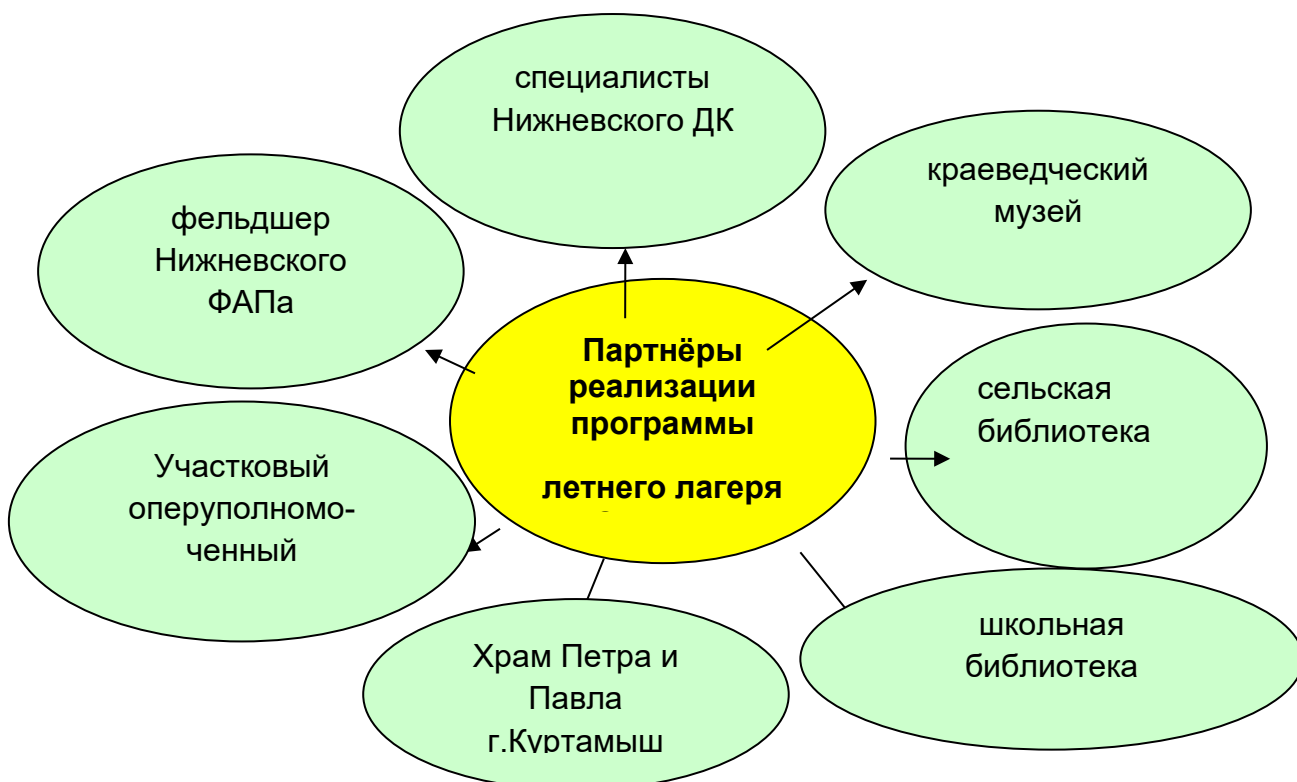 специалисты
Нижневского ДК
краеведческий
музей
фельдшер
Нижневского
ФАПа
Партнёры
реализации
программы
летнего лагеря
сельская
библиотека
Участковый
оперуполномо-
ченный
школьная
библиотека
Храм Петра и
Павла
г.Куртамыш